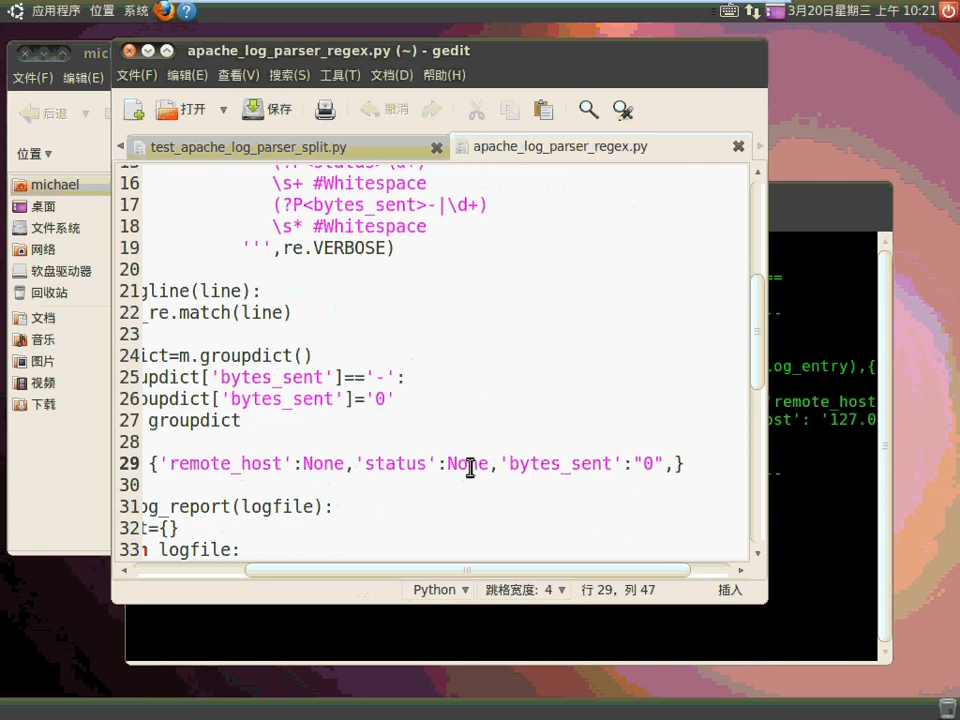 应用程序 位置 系统
3月20日星期三 上午 10:21
mich
文件(F) 编辑(E)
后退
位置
michael
桌面
文件系统
网络
软盘驱动器
回收站
文档
音乐
图片
视频
下载
apache_log_parser_regex.py (~) - gedit
文件(F) 编辑(E) 查看(V) 搜索(S) 工具(T) 文档(D) 帮助(H)
打开 保存 撤消
test_apache_log_parser_split.py
apache_log_parser_regex.py
15 (?P<status>\d+)
16 \s+ #Whitespace
17 (?P<bytes_sent>-|\d+)
18 \s* #Whitespace
19 ''',re.VERBOSE)
20
21 gline(line):
22 _re.match(line)
23
24 ict=m.groupdict()
25 updict['bytes_sent']=='-':
26 oupdict['bytes_sent']='0'
27 groupdict
28
29 {'remote_host':None,'status':None,'bytes_sent':"0",}
30
31 og_report(logfile):
32 t={}
33 n logfile:
Python 跳格宽度: 4 行 29, 列 47 插入
==
--
log_entry),{
'remote_host
ost': '127.0
--